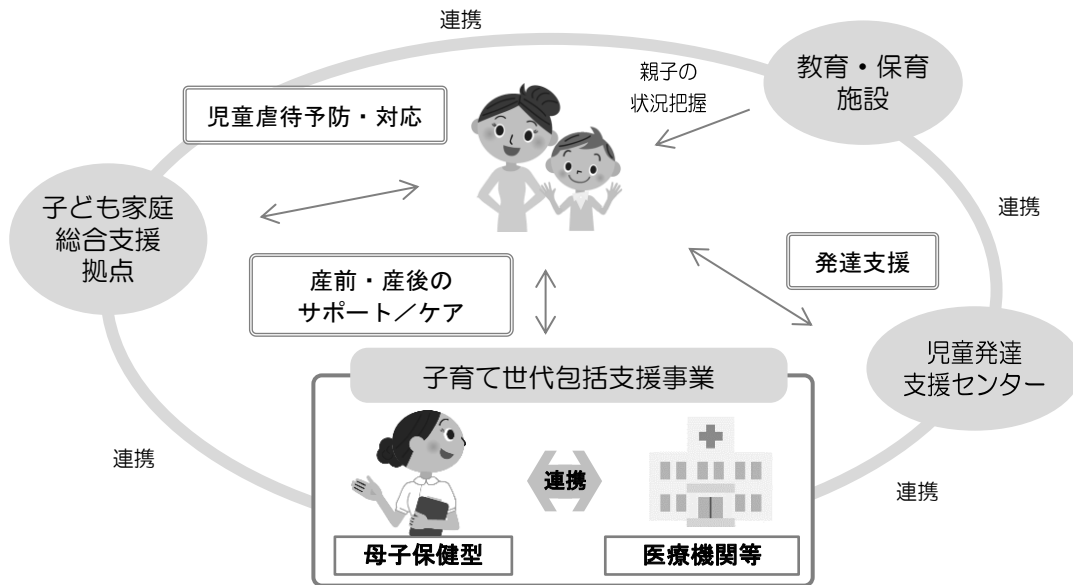 連携
教育・保育
施設
親子の
状況把握
児童虐待予防・対応
子ども家庭
総合支援
拠点
連携
発達支援
産前・産後の
サポート／ケア
児童発達
支援センター
子育て世代包括支援事業
連携
連携
連携
母子保健型
医療機関等